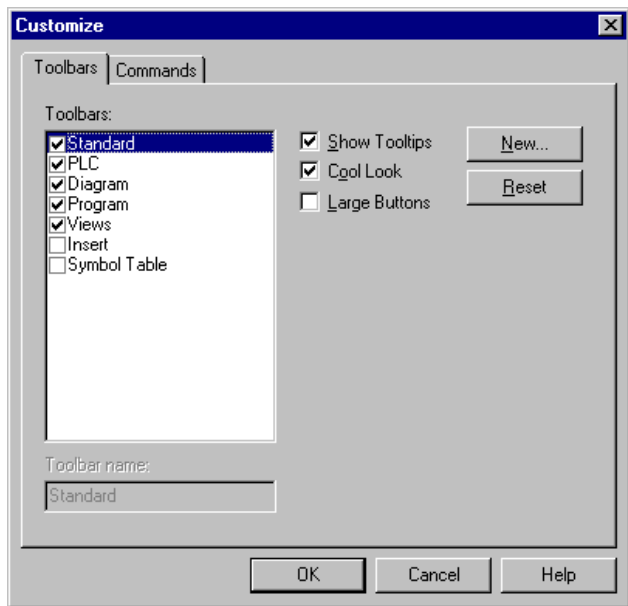 Customize
Toolbars Commands
Toolbars:
Standard
PLC
Diagram
Program
Views
Insert
Symbol Table
Show Tooltips
Cool Look
Large Buttons
New...
Reset
Toolbar name:
Standard
OK Cancel Help